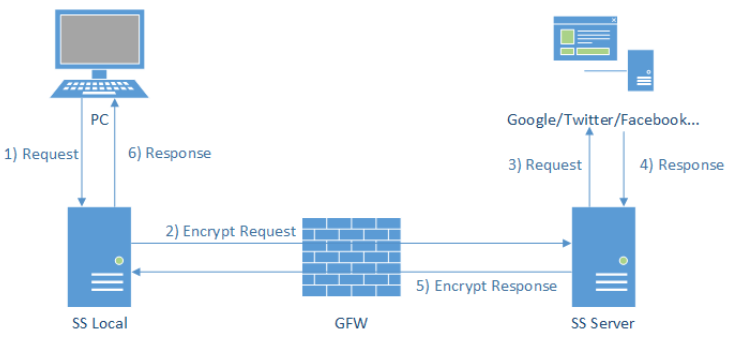 PC
Google/Twitter/Facebook...
1) Request
6) Response
3) Request
4) Response
2) Encrypt Request
5) Encrypt Response
SS Local
GFW
SS Server